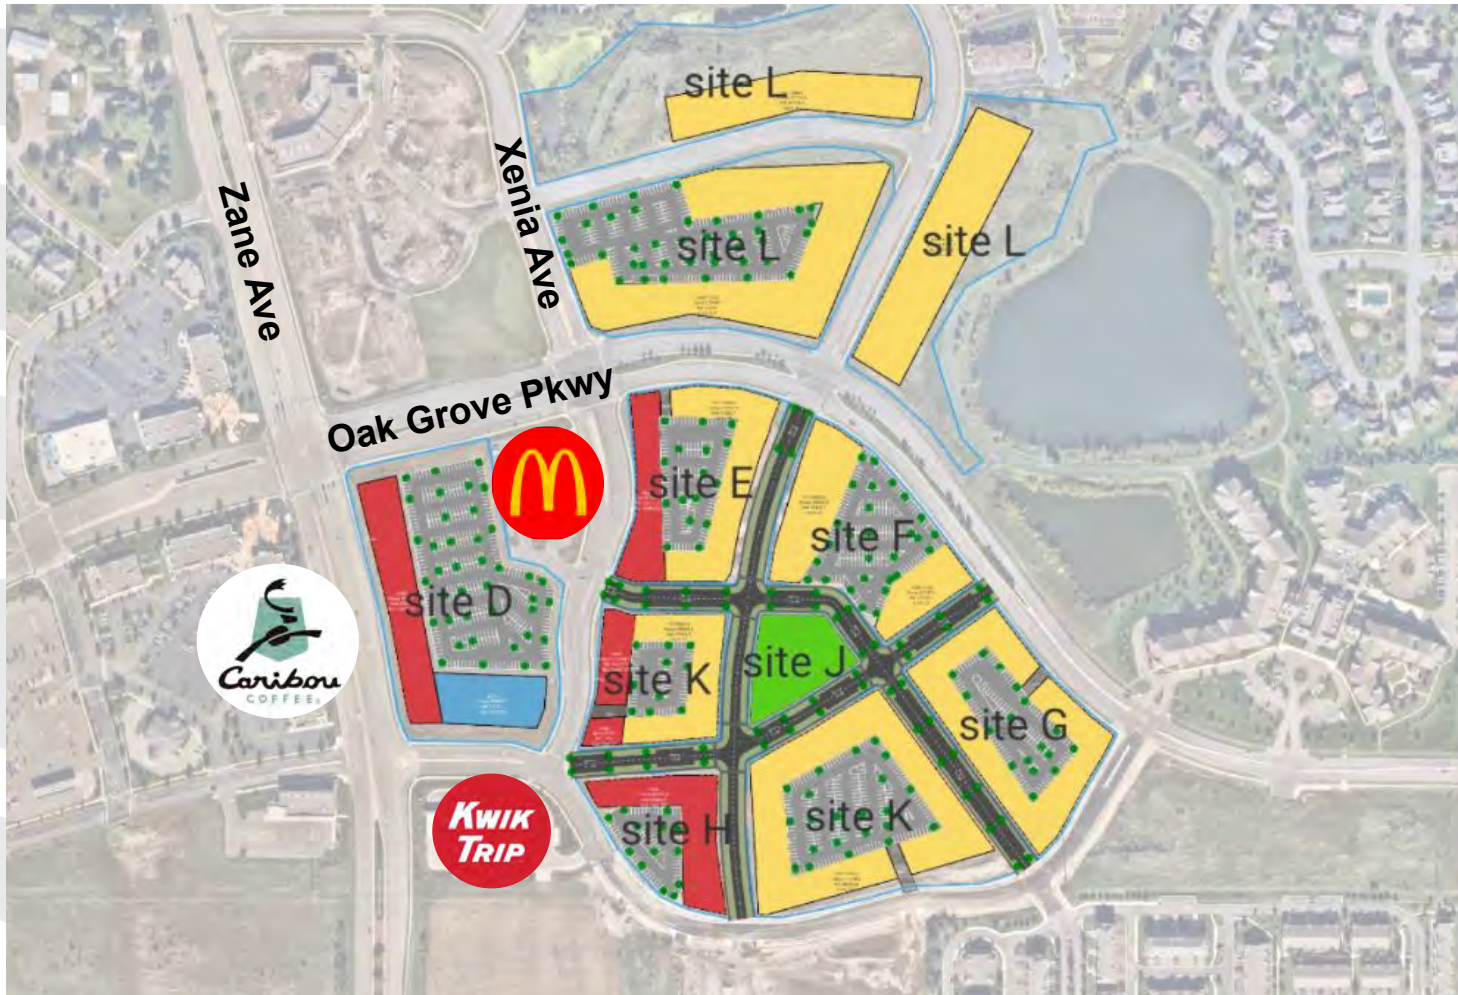 site L
Xenia Ave
Zane Ave
site L
site L
Oak Grove Pkwy
site E
site F
site D
Caribou
COFFEE
site K
site J
site G
KWIK
TRIP
site H
site K